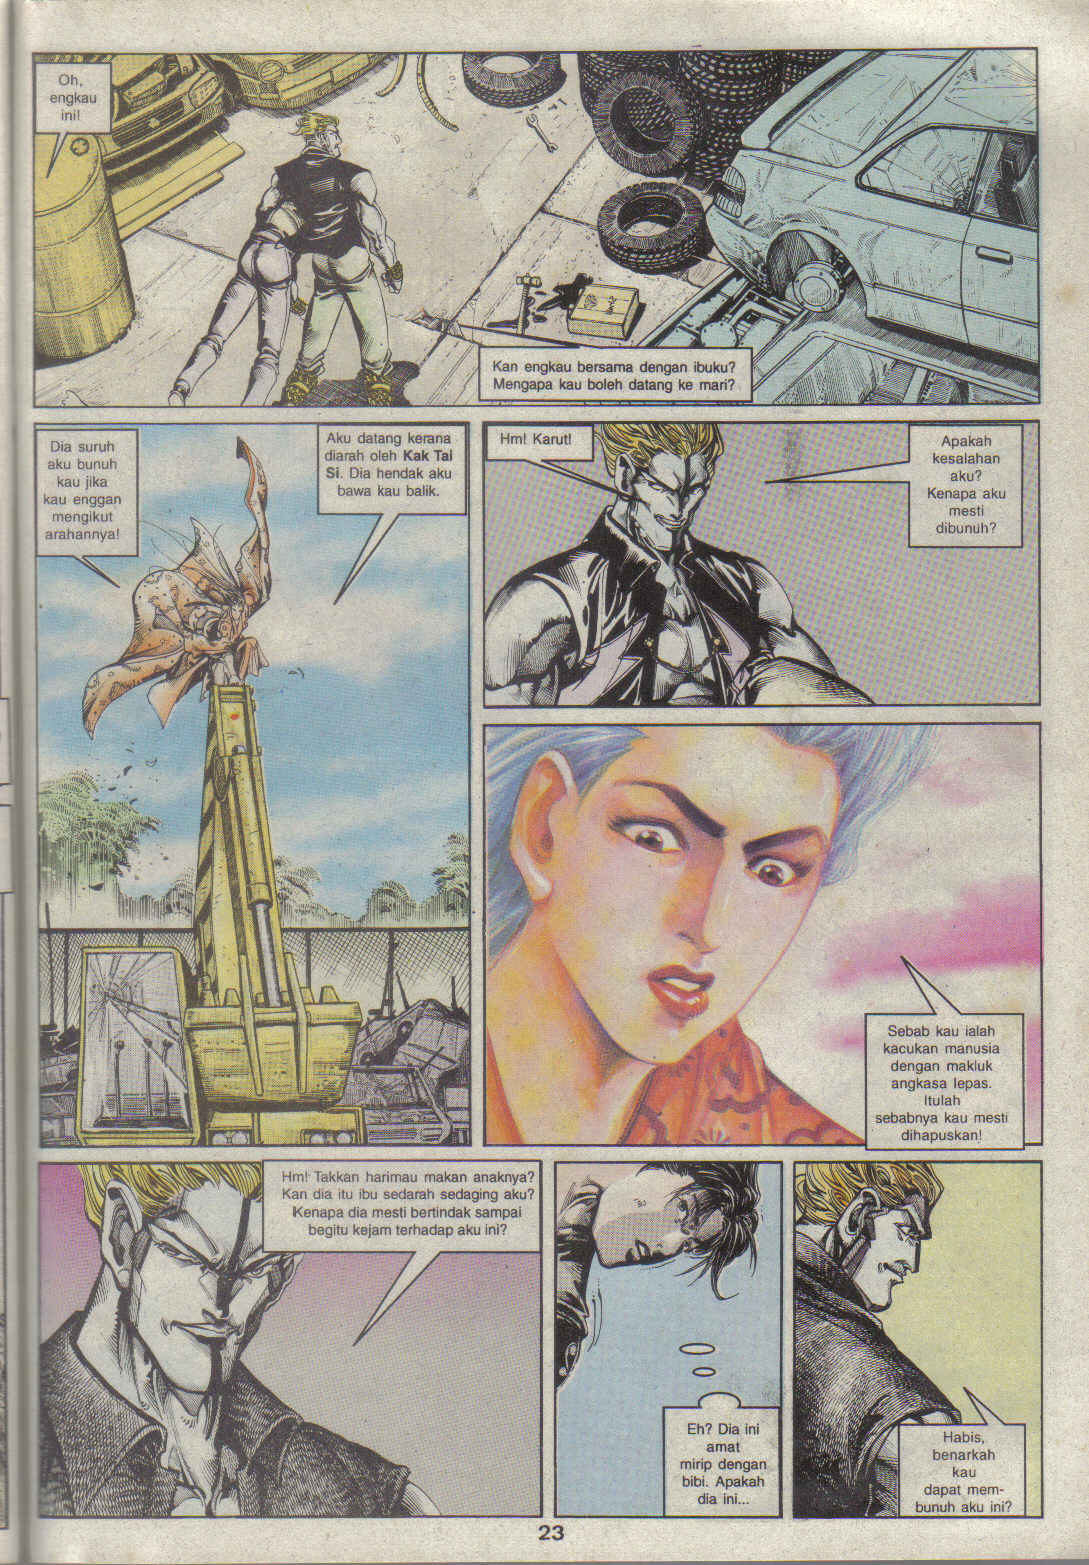 Oh,
engkau
ini!
Kan engkau bersama dengan ibuku?
Mengapa kau boleh datang ke mari?
Dia suruh
aku bunuh
kau jika
kau enggan
mengikut
arahannya!
Aku datang kerana
diarah oleh Kak Tai
Si. Dia hendak aku
bawa kau balik.
Hm! Karut!
Apakah
kesalahan
aku?
Kenapa aku
mesti
dibunuh?
Sebab kau ialah
kacukan manusia
dengan makluk
angkasa lepas.
Itulah
sebabnya kau mesti
dihapuskan!
Hm! Takkan harimau makan anaknya?
Kan dia itu ibu sedarah sedaging aku?
Kenapa dia mesti bertindak sampai
begitu kejam terhadap aku ini?
Eh? Dia ini
amat
mirip dengan
bibi. Apakah
dia ini...
Habis,
benarkah
kau
dapat mem-
bunuh aku ini?
23